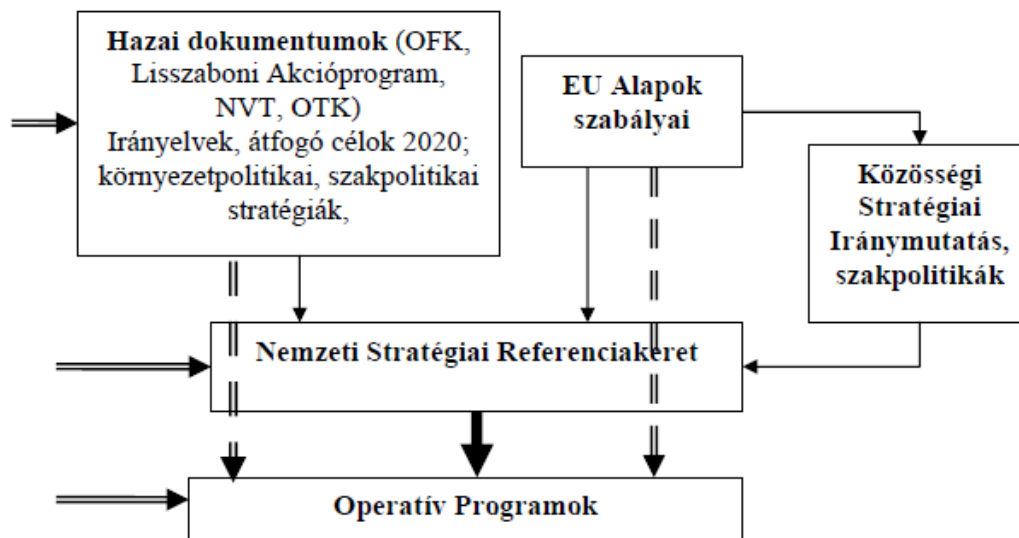 Hazai dokumentumok (OFK,
Lisszaboni Akcióprogram,
NVT, OTK)
Irányelvek, átfogó célok 2020;
környezetpolitikai, szakpolitikai
stratégiák,
EU Alapok
szabályai
Közösségi
Stratégiai
Iránymutatás,
szakpolitikák
Nemzeti Stratégiai Referenciakeret
Operatív Programok